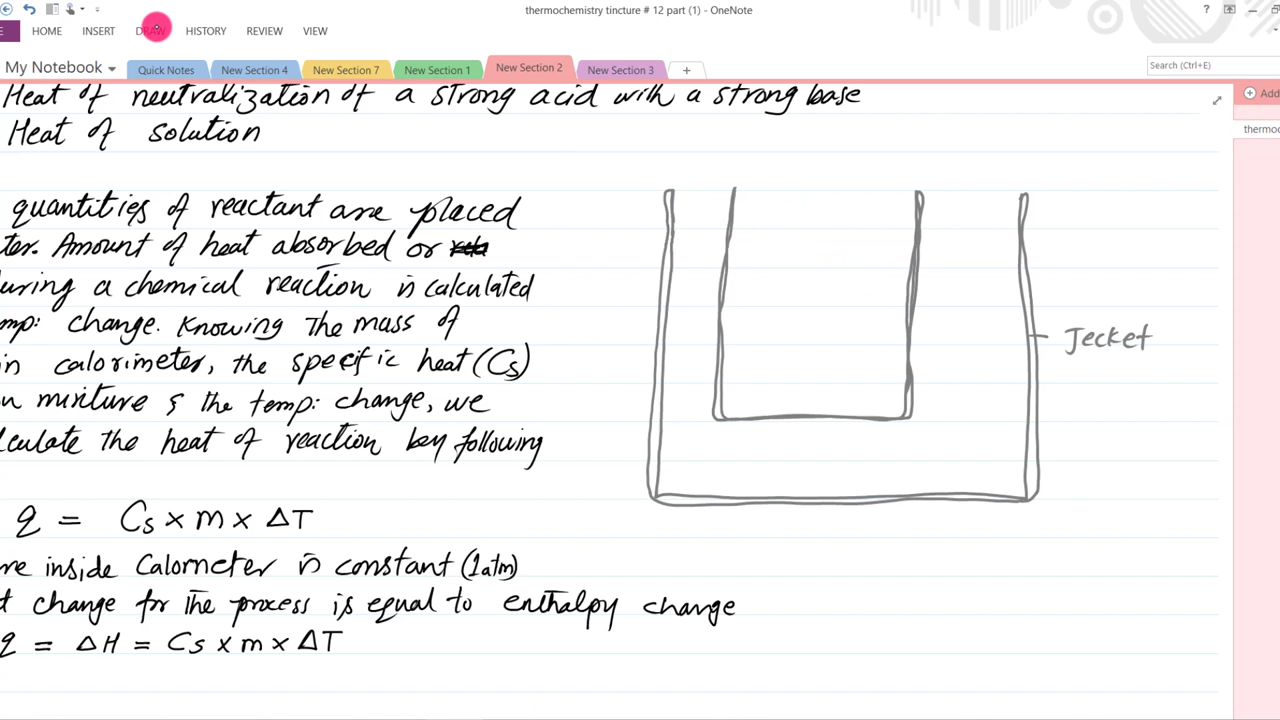 thermochemistry tincture # 12 part (1) - OneNote
HOME INSERT DRAW HISTORY REVIEW VIEW
My Notebook Quick Notes New Section 4 New Section 7 New Section 1 New Section 2 New Section 3 +
Search (Ctrl+E)
Add
thermoc
Heat of neutralization of a strong acid with a strong base
Heat of solution
quantities of reactant are placed
ter. Amount of heat absorbed or
uring a chemical reaction is calculated
mp: change. Knowing the mass of
in calorimeter, the specific heat (Cs)
n mixture & the temp: change, we
lculate the heat of reaction by following
q = Cs × m × ΔT
re inside Calormeter is constant (1atm)
t change for the process is equal to enthalpy change
q = ΔH = Cs × m × ΔT
Jecket